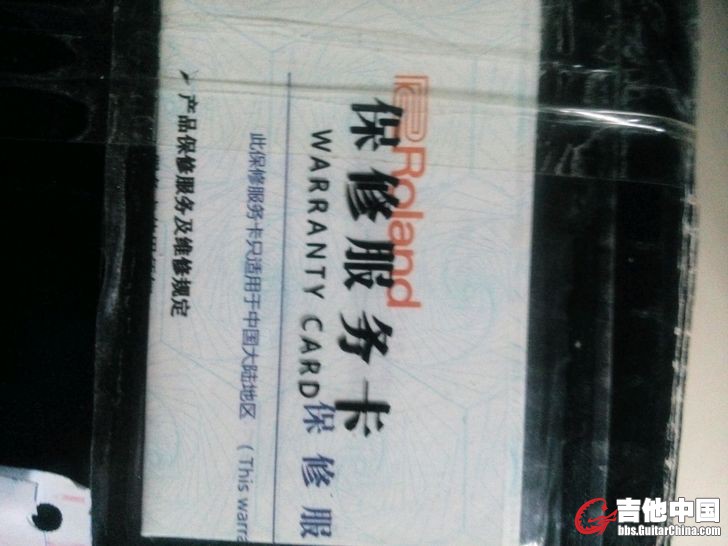 Roland
保修服务卡
WARRANTY CARD
保修服
此保修服务卡只适用于中国大陆地区 (This warra
产品保修服务及维修规定
吉他中国
bbs.GuitarChina.com